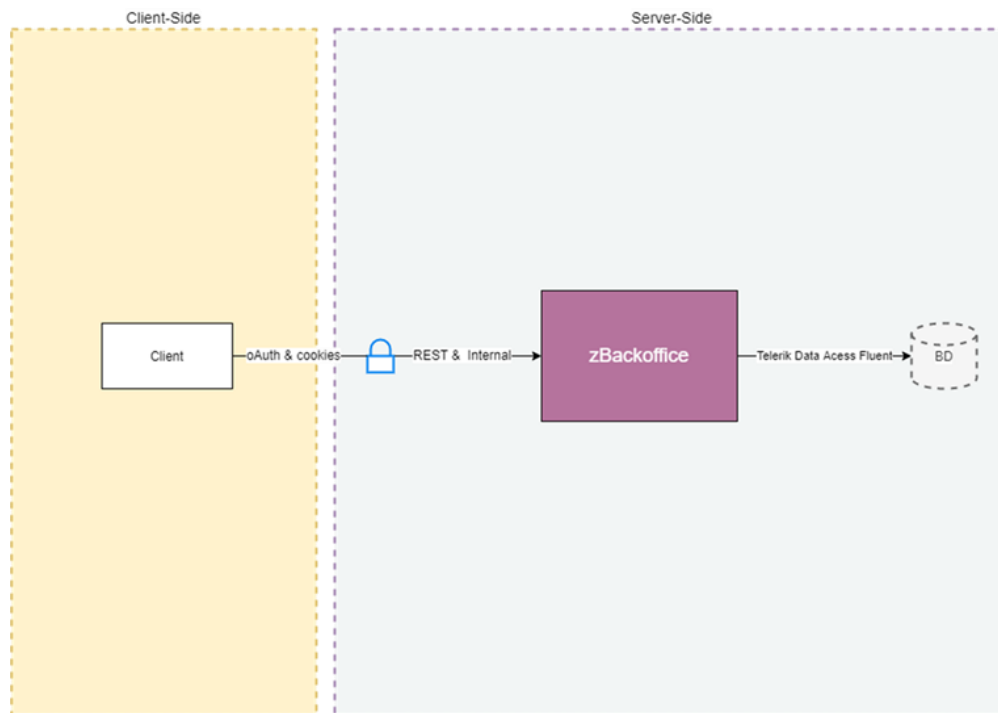 Client-Side
Server-Side
Client
oAuth & cookies
REST & Internal
zBackoffice
Telerik Data Acess Fluent
BD